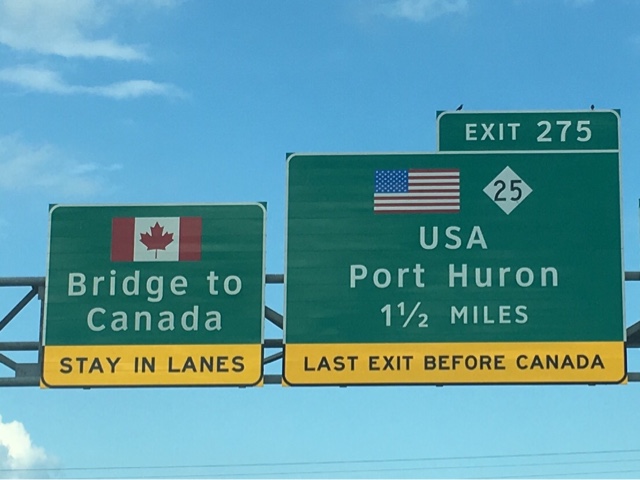 Bridge to
Canada
STAY IN LANES
EXIT 275
25
USA
Port Huron
1½ MILES
LAST EXIT BEFORE CANADA